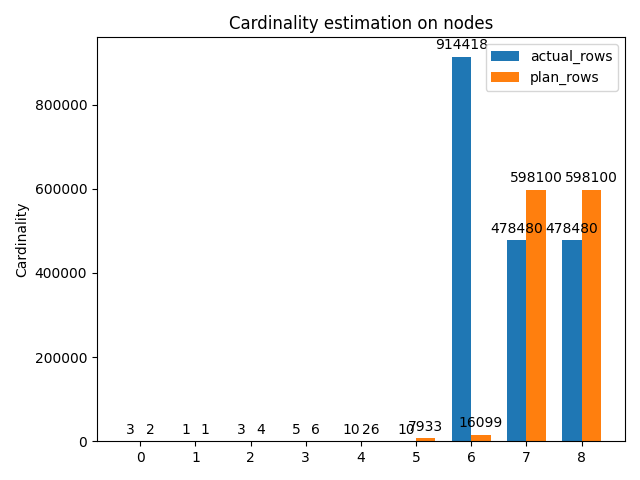 Cardinality estimation on nodes
914418
actual_rows
plan_rows
800000
600000
598100 598100
478480 478480
Cardinality
400000
200000
3 2 1 1 3 4 5 6 10 26 10 7933 16099
0
0 1 2 3 4 5 6 7 8